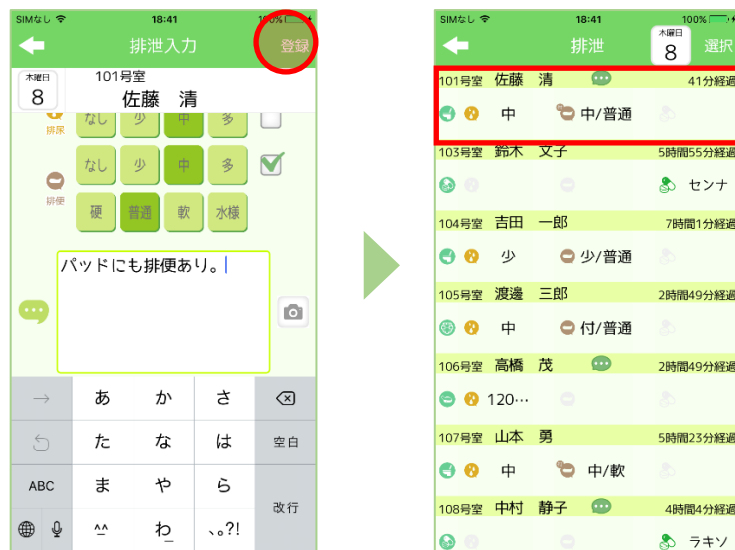 SIMなし 18:41 100%
排泄入力 登録
木曜日 8 101号室
佐藤 清
排尿 なし 少 中 多
なし 少 中 多
排便
硬 普通 軟 水様
パッドにも排便あり。
→ あ か さ
た な は 空白
ABC ま や ら
改行
^^ わ 、。?!
SIMなし 18:41 100%
排泄 木曜日 8 選択
101号室 佐藤 清 41分経過
中 中/普通
103号室 鈴木 文子 5時間55分経過
センナ
104号室 吉田 一郎 7時間1分経過
少 少/普通
105号室 渡邊 三郎 2時間49分経過
中 付/普通
106号室 高橋 茂 2時間49分経過
120…
107号室 山本 勇 5時間23分経過
中 中/軟
108号室 中村 静子 4時間4分経過
ラキソ